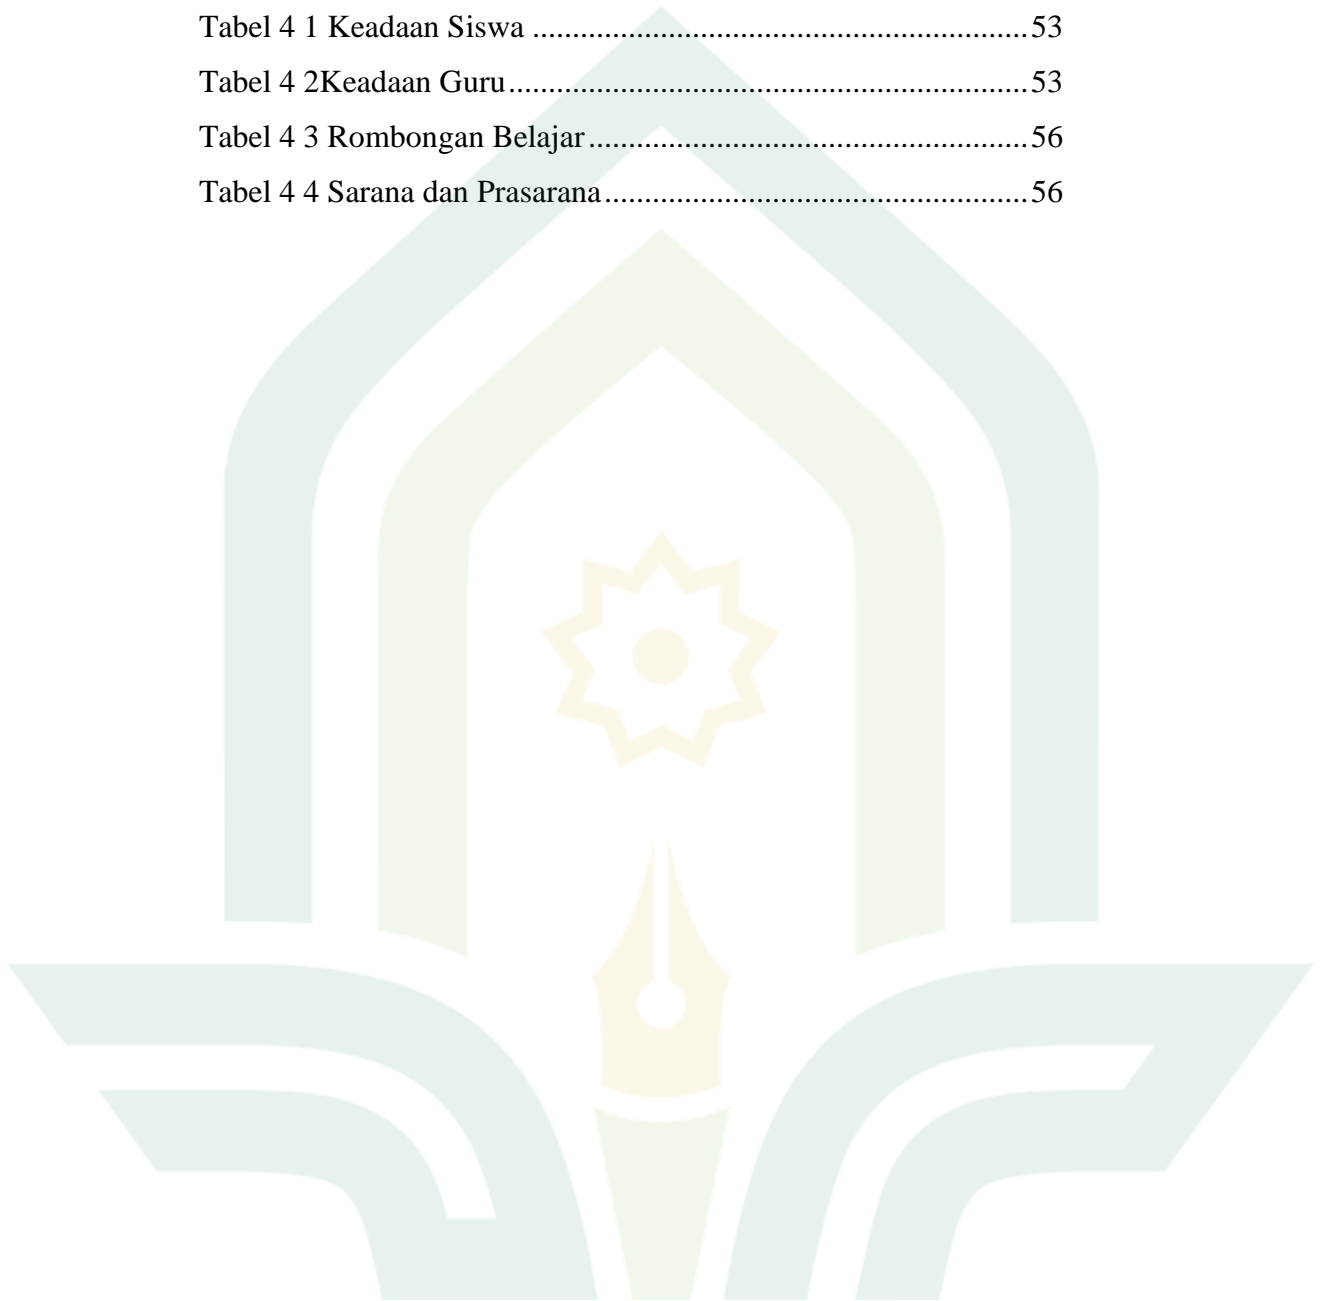 Tabel 4 1 Keadaan Siswa ............................................................. 53
Tabel 4 2Keadaan Guru ................................................................ 53
Tabel 4 3 Rombongan Belajar ...................................................... 56
Tabel 4 4 Sarana dan Prasarana .................................................... 56